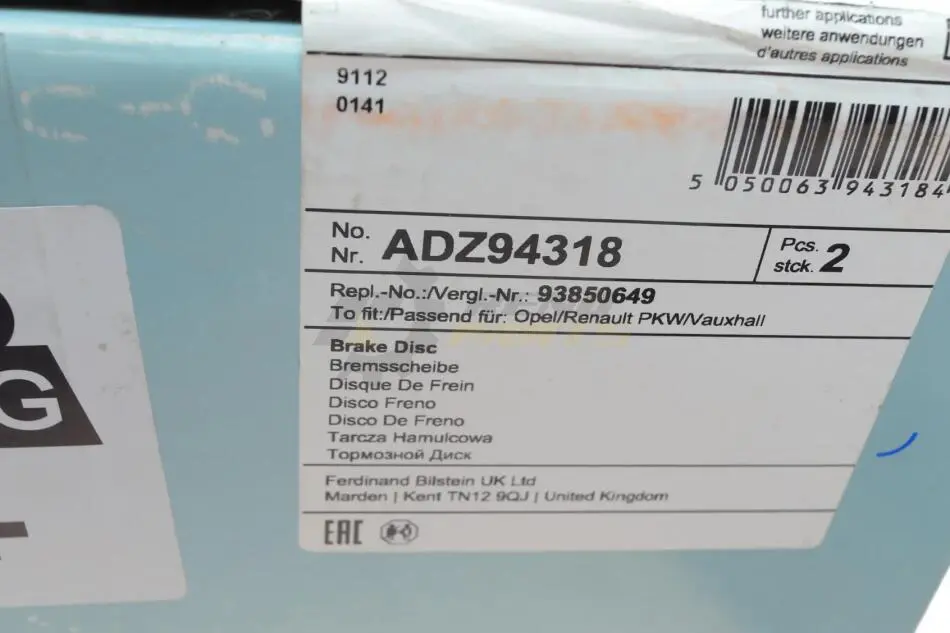 further applications
weitere anwendungen
d'autres applications
9112
0141
5 050063 943184
No.
Nr. ADZ94318
Pcs.
stck. 2
Repl.-No.:/Vergl.-Nr.: 93850649
To fit:/Passend für: Opel/Renault PKW/Vauxhall
Brake Disc
Bremsscheibe
Disque De Frein
Disco Freno
Disco De Freno
Tarcza Hamulcowa
Тормозной Диск
Ferdinand Bilstein UK Ltd
Marden | Kent TN12 9QJ | United Kingdom
EAC
G